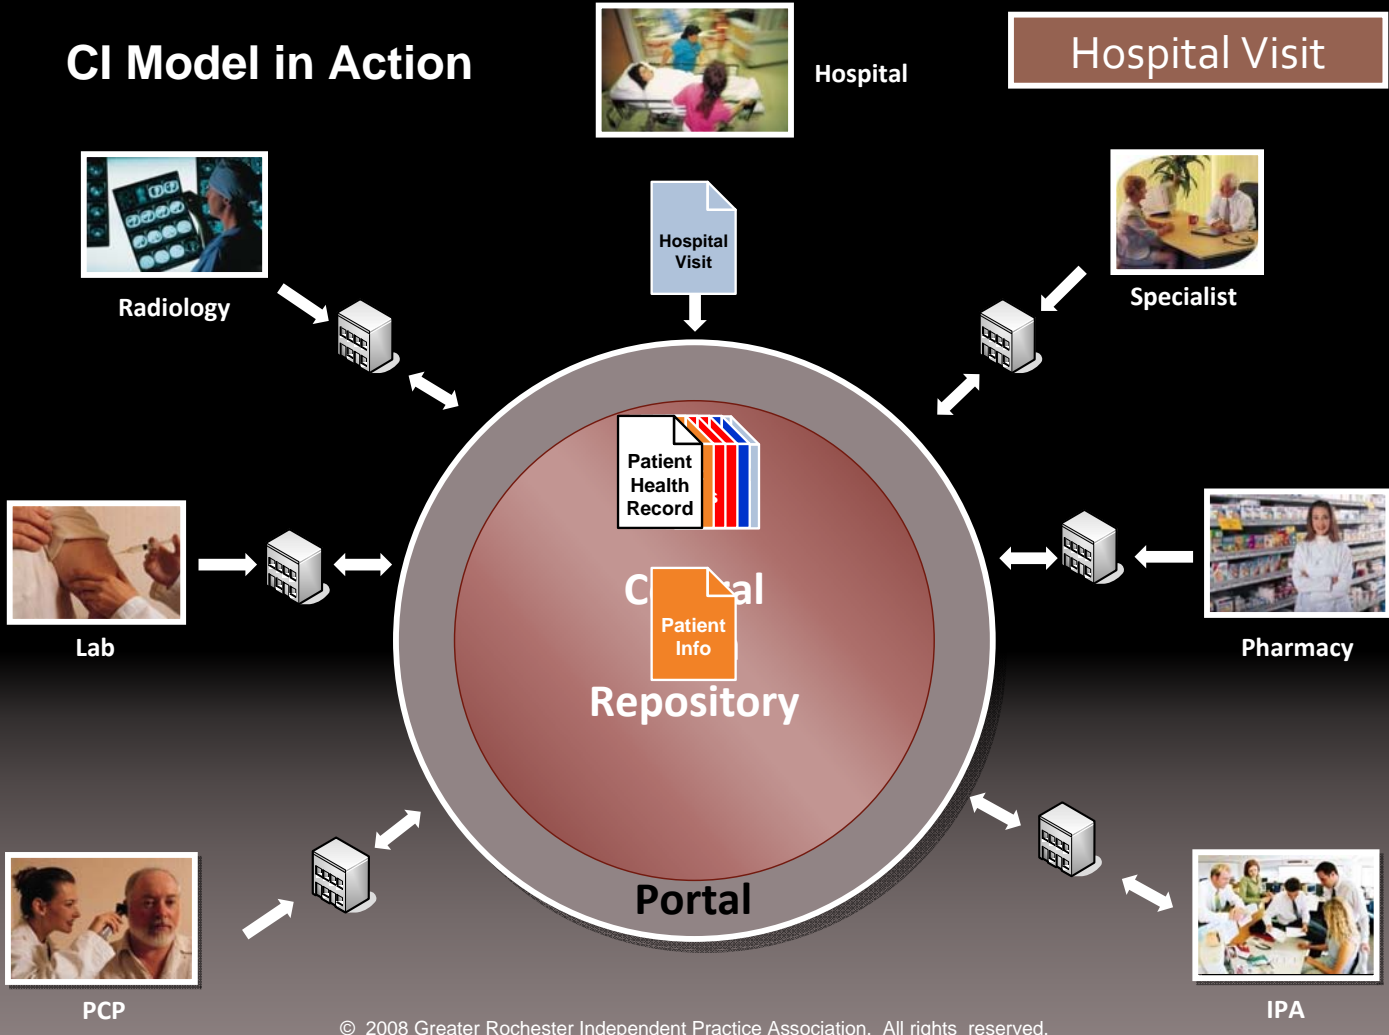 CI Model in Action
Hospital
Hospital Visit
Radiology
Hospital
Visit
Specialist
Patient
Health
Record
s
Patient
Info
Repository
Lab
Pharmacy
Portal
PCP
IPA
© 2008 Greater Rochester Independent Practice Association. All rights reserved.